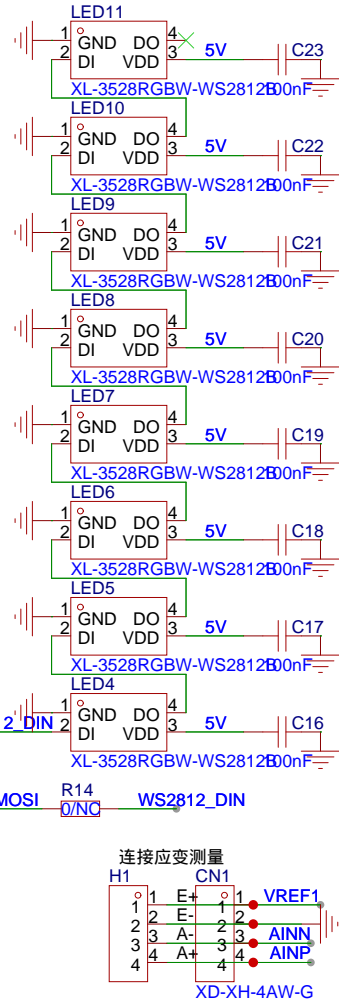 LED11
1 GND DO 4
2 DI VDD 3 5V C23
XL-3528RGBW-WS2812B 100nF
LED10
1 GND DO 4
2 DI VDD 3 5V C22
XL-3528RGBW-WS2812B 100nF
LED9
1 GND DO 4
2 DI VDD 3 5V C21
XL-3528RGBW-WS2812B 100nF
LED8
1 GND DO 4
2 DI VDD 3 5V C20
XL-3528RGBW-WS2812B 100nF
LED7
1 GND DO 4
2 DI VDD 3 5V C19
XL-3528RGBW-WS2812B 100nF
LED6
1 GND DO 4
2 DI VDD 3 5V C18
XL-3528RGBW-WS2812B 100nF
LED5
1 GND DO 4
2 DI VDD 3 5V C17
XL-3528RGBW-WS2812B 100nF
LED4
1 GND DO 4
2_DIN 2 DI VDD 3 5V C16
XL-3528RGBW-WS2812B 100nF
R14
MOSI 0/NC WS2812_DIN
连接应变测量
H1 CN1
1 1 E+ 1 1 VREF1
2 2 E- 2 2
3 3 A- 3 3 AINN
4 4 A+ 4 4 AINP
XD-XH-4AW-G